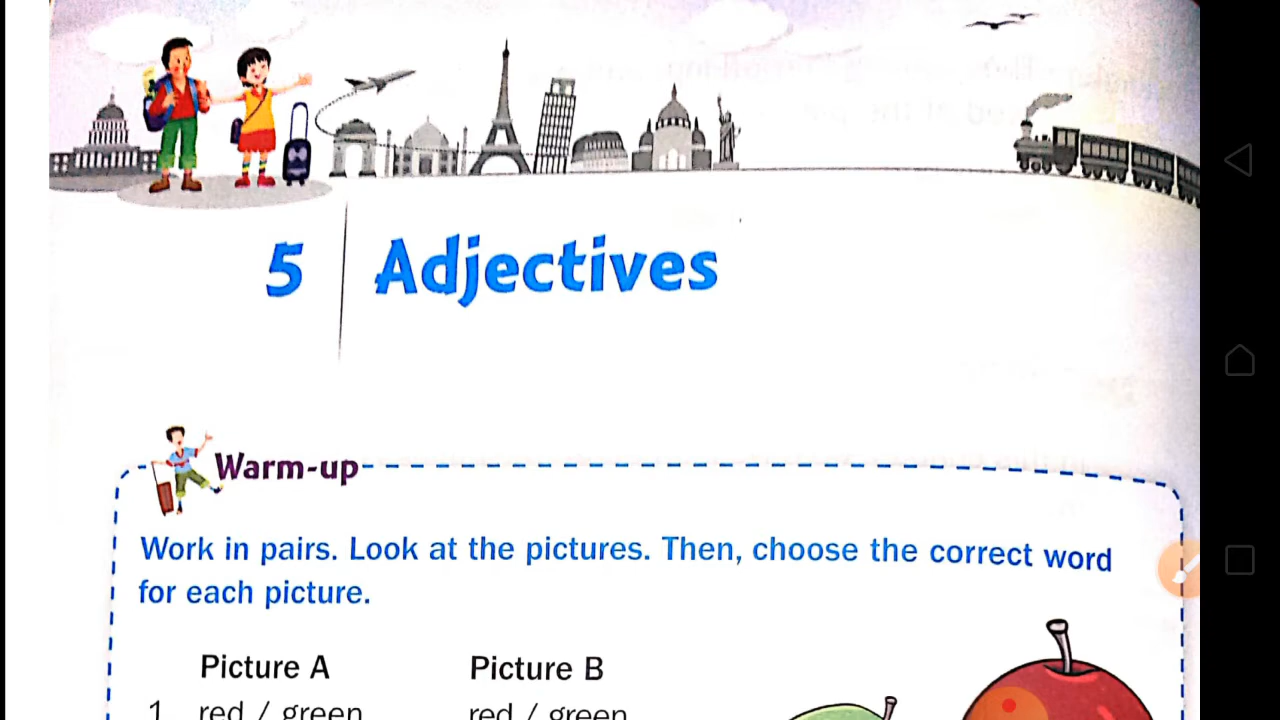 5 Adjectives
Warm-up
Work in pairs. Look at the pictures. Then, choose the correct word
for each picture.
Picture A Picture B
1. red / green red / green